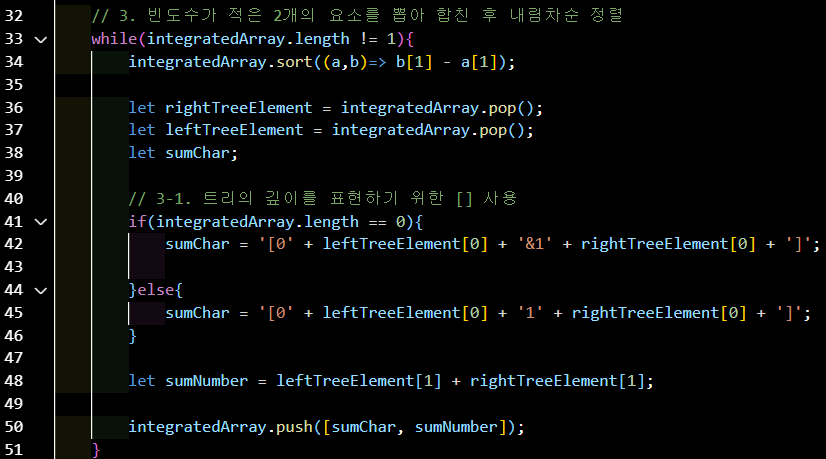 32 // 3. 빈도수가 적은 2개의 요소를 뽑아 합친 후 내림차순 정렬
33 while(integratedArray.length != 1){
34 integratedArray.sort((a,b)=> b[1] - a[1]);
35
36 let rightTreeElement = integratedArray.pop();
37 let leftTreeElement = integratedArray.pop();
38 let sumChar;
39
40 // 3-1. 트리의 깊이를 표현하기 위한 [] 사용
41 if(integratedArray.length == 0){
42 sumChar = '[0' + leftTreeElement[0] + '&1' + rightTreeElement[0] + ']';
43
44 }else{
45 sumChar = '[0' + leftTreeElement[0] + '1' + rightTreeElement[0] + ']';
46 }
47
48 let sumNumber = leftTreeElement[1] + rightTreeElement[1];
49
50 integratedArray.push([sumChar, sumNumber]);
51 }